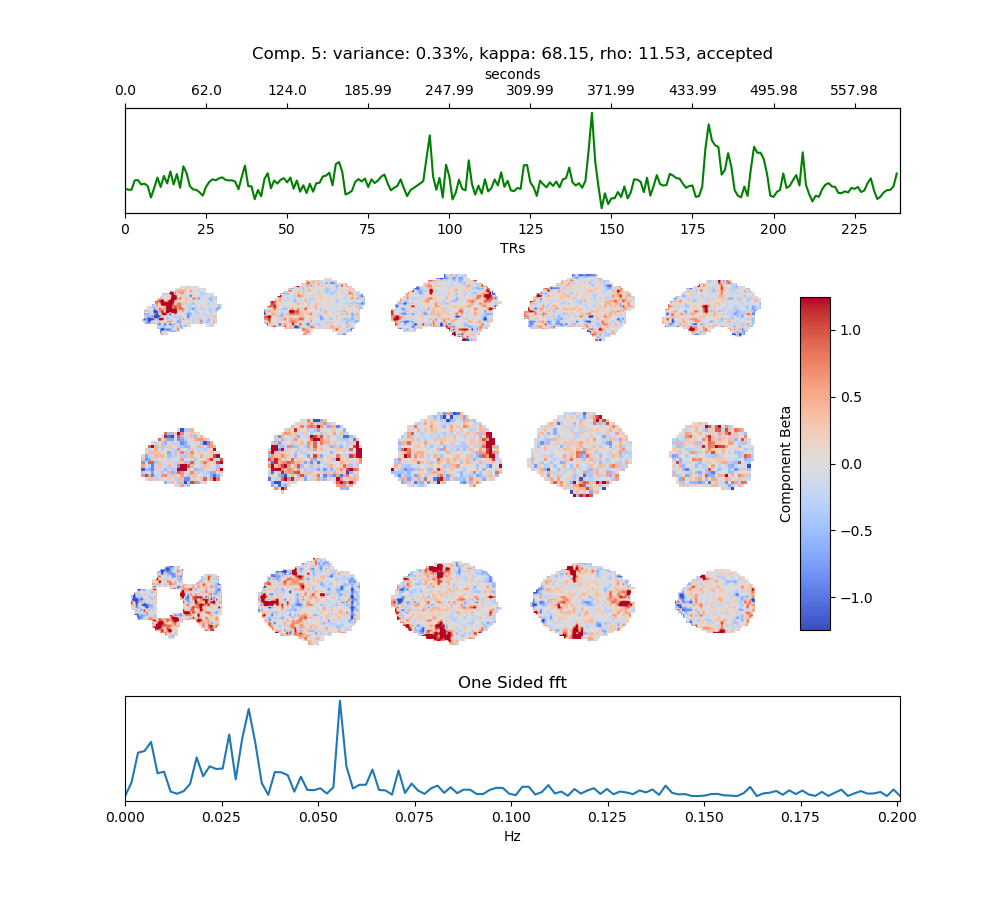 Comp. 5: variance: 0.33%, kappa: 68.15, rho: 11.53, accepted
seconds
0.0 62.0 124.0 185.99 247.99 309.99 371.99 433.99 495.98 557.98
0 25 50 75 100 125 150 175 200 225
TRs
1.0
0.5
0.0
−0.5
−1.0
Component Beta
One Sided fft
0.000 0.025 0.050 0.075 0.100 0.125 0.150 0.175 0.200
Hz